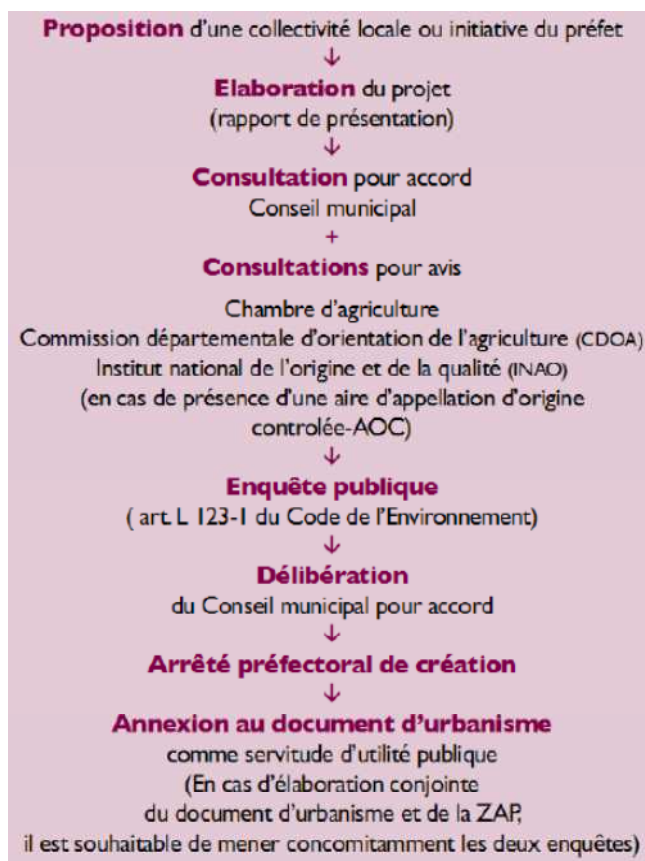 Proposition d'une collectivité locale ou initiative du préfet
↓
Elaboration du projet
(rapport de présentation)
↓
Consultation pour accord
Conseil municipal
+
Consultations pour avis
Chambre d'agriculture
Commission départementale d'orientation de l'agriculture (CDOA)
Institut national de l'origine et de la qualité (INAO)
(en cas de présence d'une aire d'appellation d'origine
controlée-AOC)
↓
Enquête publique
( art. L 123-1 du Code de l'Environnement)
↓
Délibération
du Conseil municipal pour accord
↓
Arrêté préfectoral de création
↓
Annexion au document d'urbanisme
comme servitude d'utilité publique
(En cas d'élaboration conjointe
du document d'urbanisme et de la ZAP,
il est souhaitable de mener concomitamment les deux enquêtes)